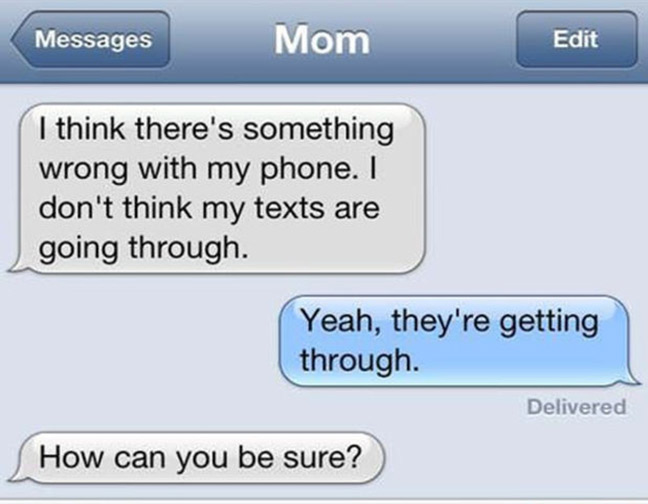 Messages Mom Edit
I think there's something
wrong with my phone. I
don't think my texts are
going through.
Yeah, they're getting
through.
Delivered
How can you be sure?